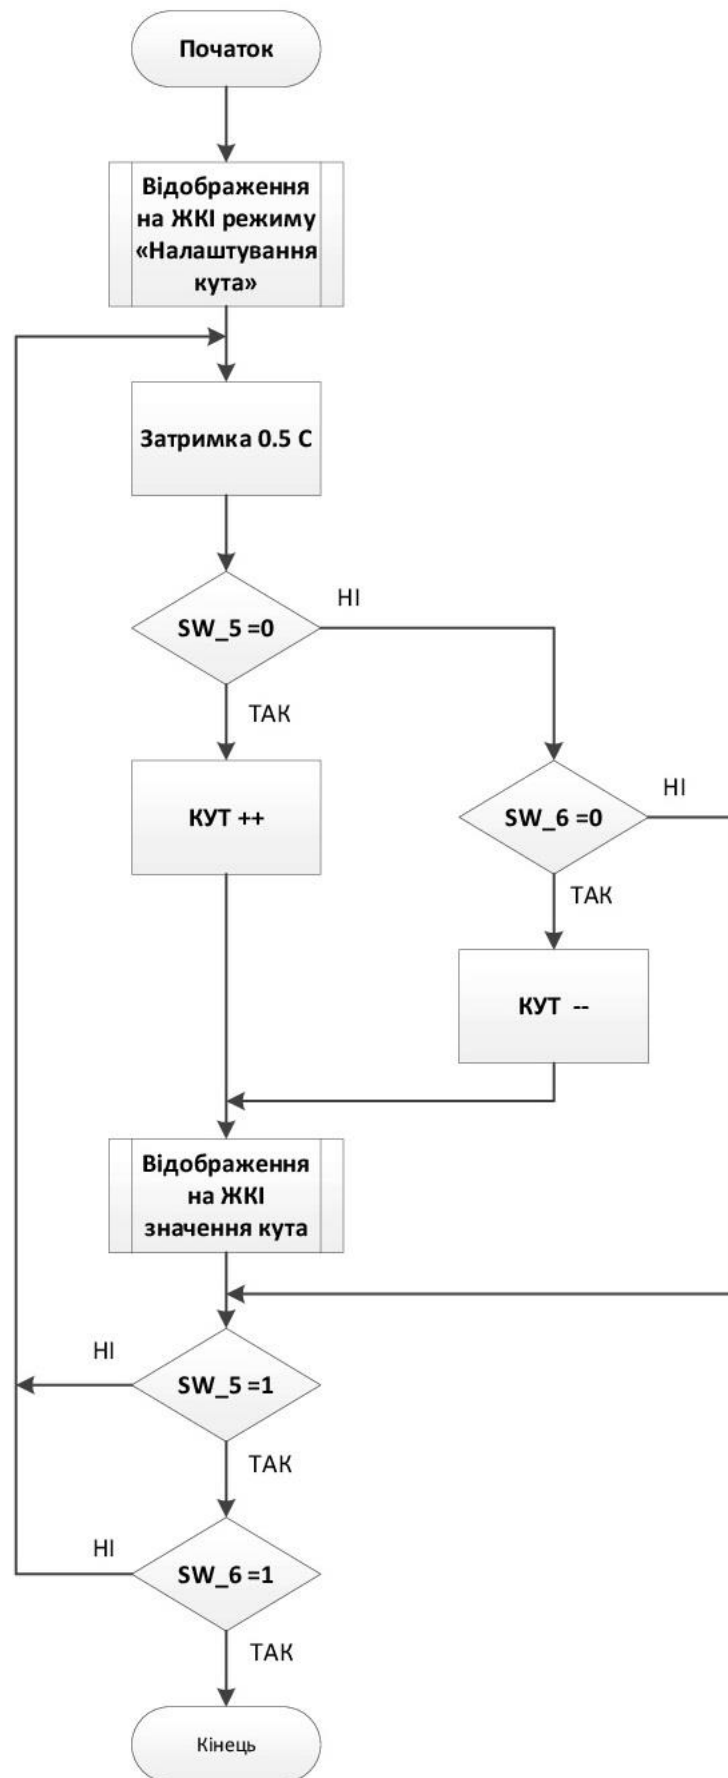 Початок
Відображення
на ЖКІ режиму
«Налаштування
кута»
Затримка 0.5 С
SW_5 =0
НІ
ТАК
КУТ ++
SW_6 =0
НІ
ТАК
КУТ --
Відображення
на ЖКІ
значення кута
SW_5 =1
НІ
ТАК
SW_6 =1
НІ
ТАК
Кінець